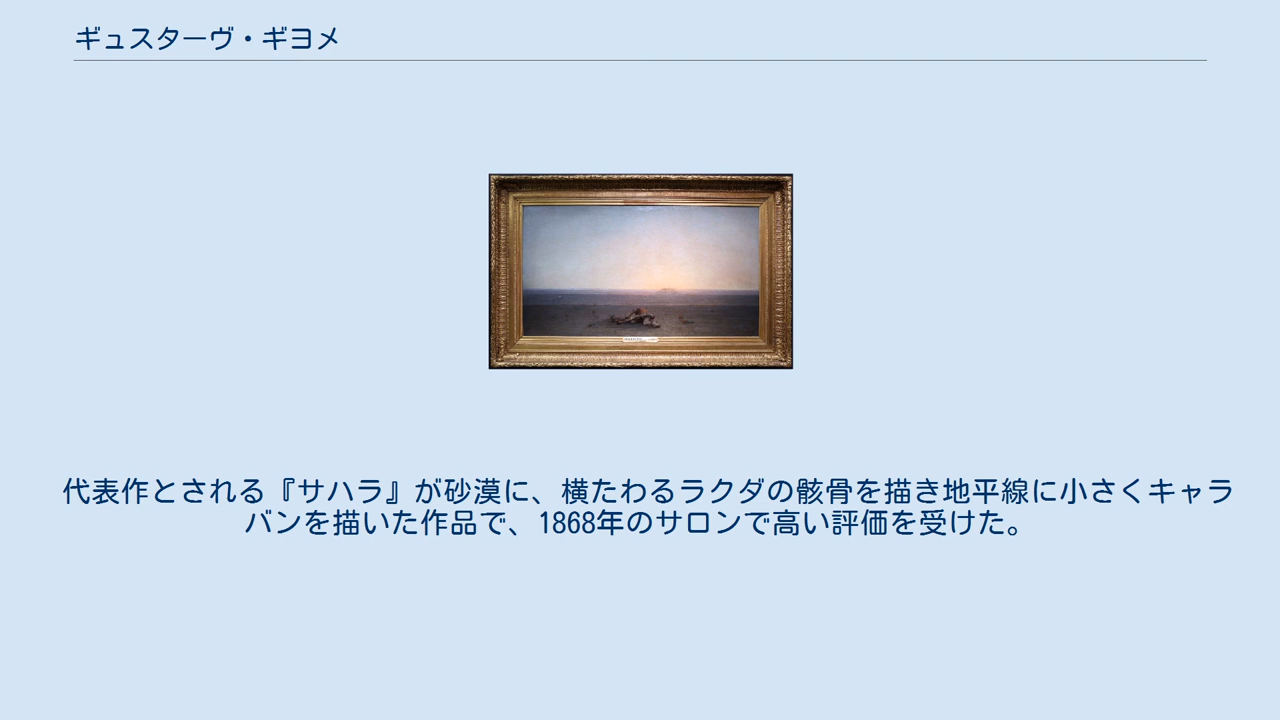 ギュスターヴ・ギヨメ
代表作とされる『サハラ』が砂漠に、横たわるラクダの骸骨を描き地平線に小さくキャラ
バンを描いた作品で、1868年のサロンで高い評価を受けた。